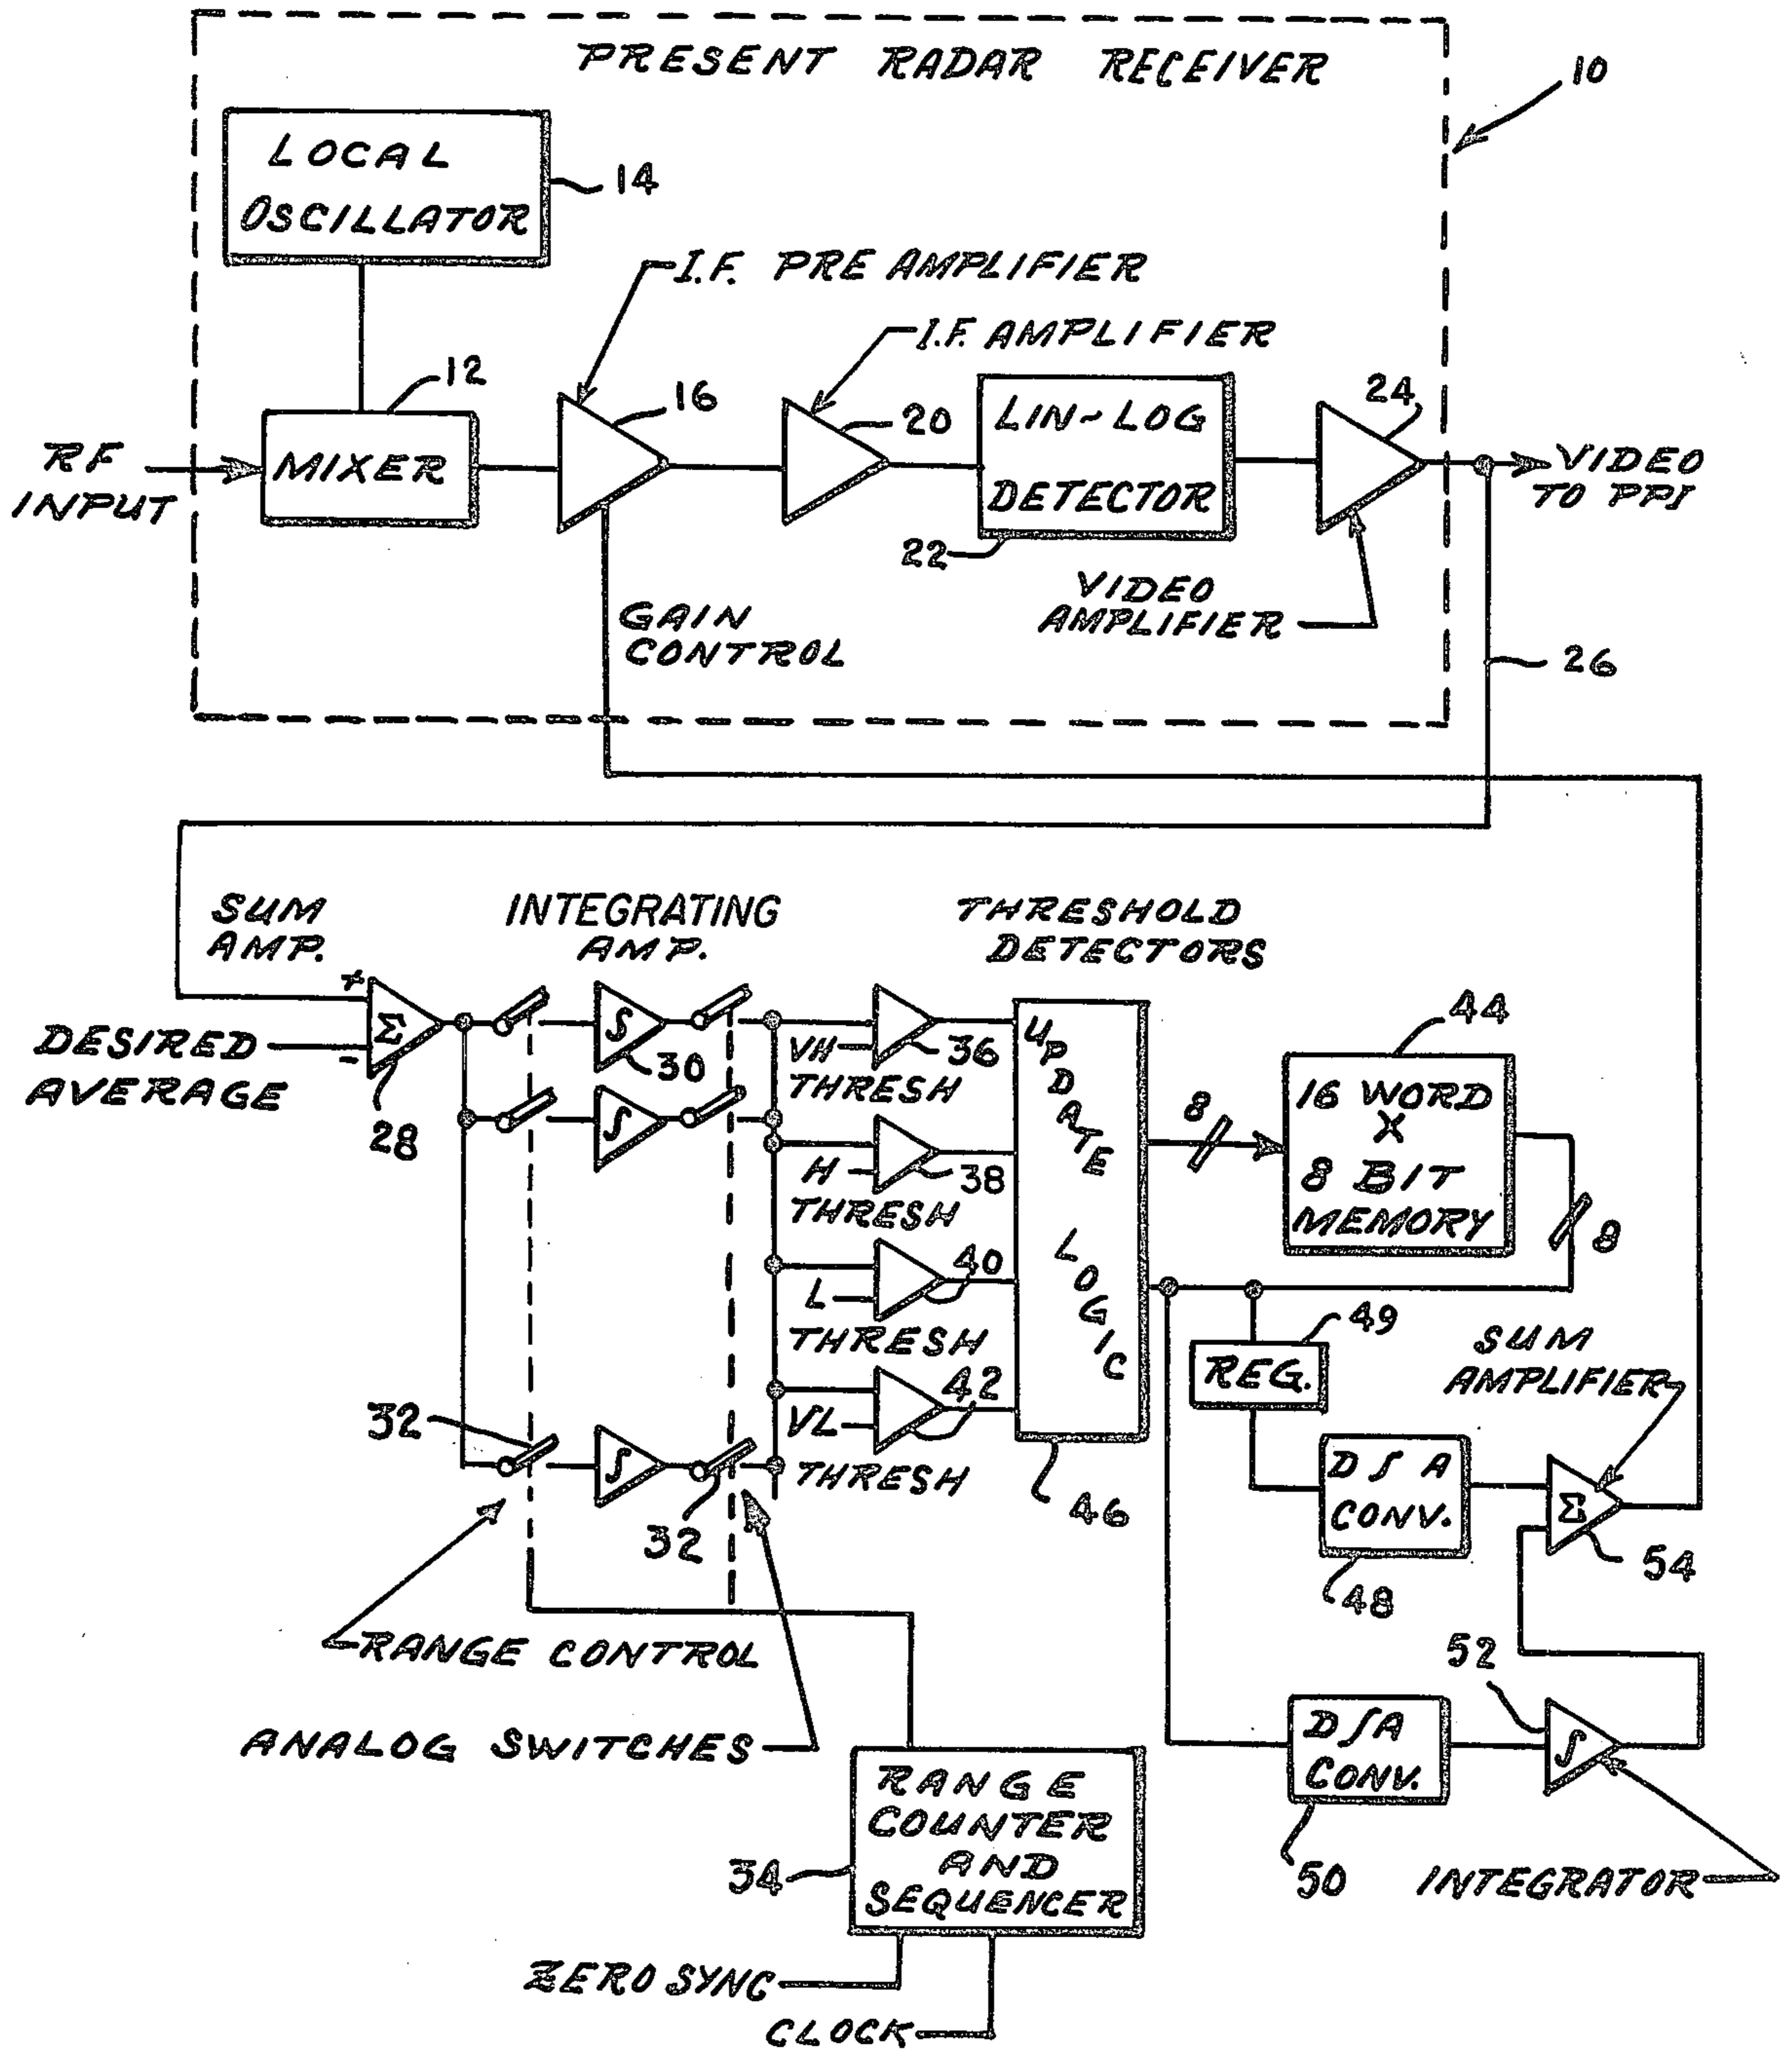 PRESENT RADAR RECEIVER
10
LOCAL
OSCILLATOR
14
I.F. PRE AMPLIFIER
I.F. AMPLIFIER
12
16
20
LIN-LOG
DETECTOR
24
RF
INPUT
MIXER
VIDEO
TO PPI
22
VIDEO
AMPLIFIER
GAIN
CONTROL
26
SUM
AMP.
INTEGRATING
AMP.
THRESHOLD
DETECTORS
+
Σ
-
DESIRED
AVERAGE
28
∫
30
∫
∫
VH
THRESH
36
H
THRESH
38
L
THRESH
40
VL
THRESH
42
UPDATE
LOGIC
46
8
44
16 WORD
X
8 BIT
MEMORY
8
49
REG.
SUM
AMPLIFIER
32
32
D/A
CONV.
48
Σ
54
RANGE CONTROL
ANALOG SWITCHES
52
D/A
CONV.
50
∫
INTEGRATOR
RANGE
COUNTER
AND
SEQUENCER
34
ZERO SYNC
CLOCK